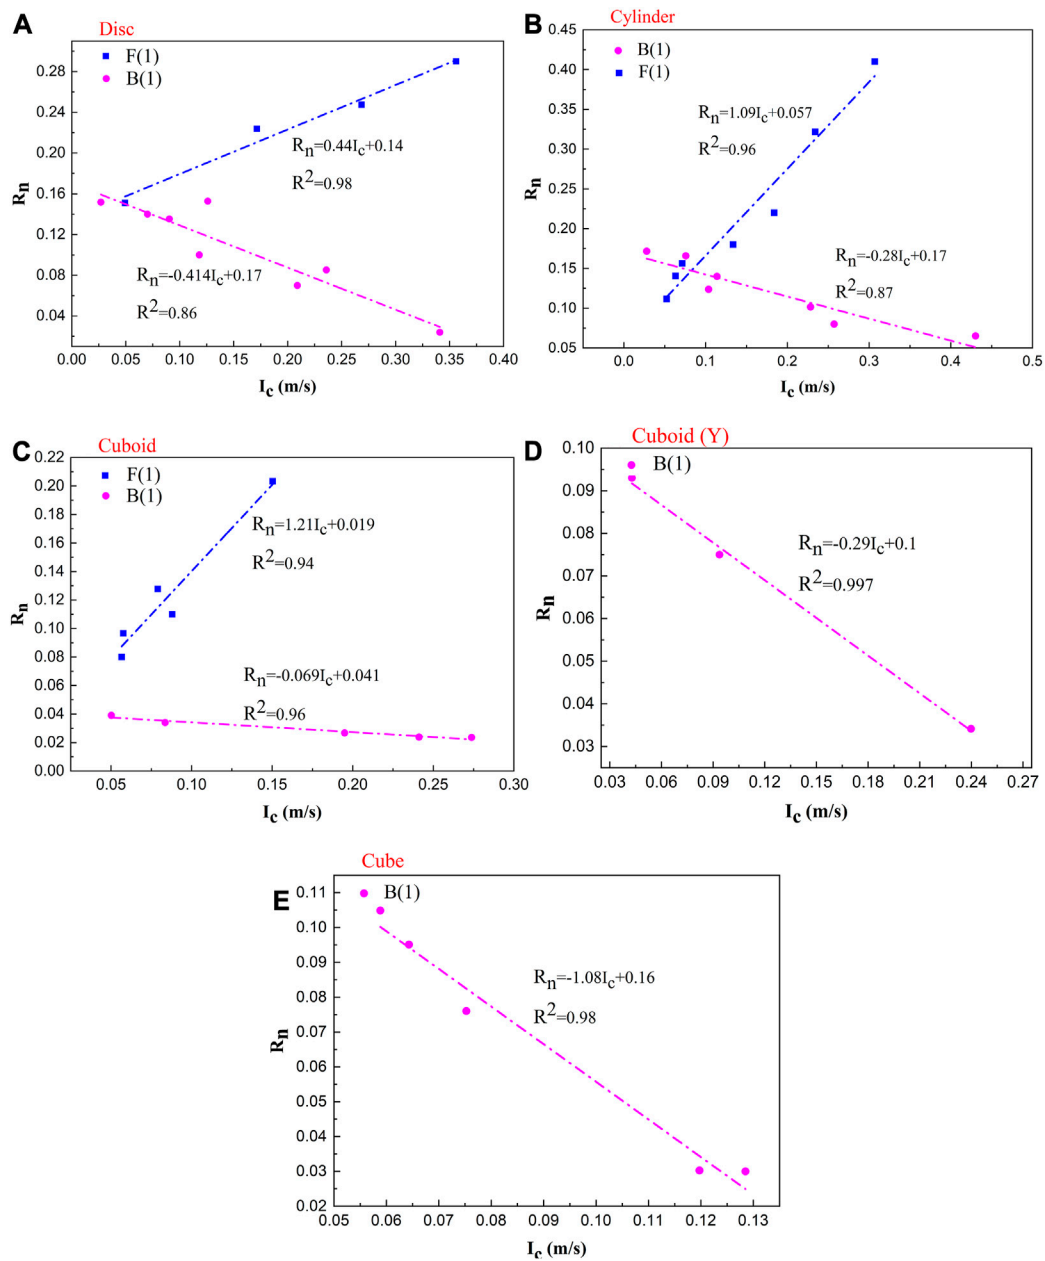 A
Disc
F(1)
B(1)
Rn=0.44Ic+0.14
R2=0.98
Rn=-0.414Ic+0.17
R2=0.86
0.28
0.24
0.20
0.16
0.12
0.08
0.04
Rn
0.00 0.05 0.10 0.15 0.20 0.25 0.30 0.35 0.40
Ic (m/s)
B
Cylinder
B(1)
F(1)
Rn=1.09Ic+0.057
R2=0.96
Rn=-0.28Ic+0.17
R2=0.87
0.45
0.40
0.35
0.30
0.25
0.20
0.15
0.10
0.05
Rn
0.0 0.1 0.2 0.3 0.4 0.5
Ic (m/s)
C
Cuboid
F(1)
B(1)
Rn=1.21Ic+0.019
R2=0.94
Rn=-0.069Ic+0.041
R2=0.96
0.22
0.20
0.18
0.16
0.14
0.12
0.10
0.08
0.06
0.04
0.02
0.00
Rn
0.05 0.10 0.15 0.20 0.25 0.30
Ic (m/s)
D
Cuboid (Y)
B(1)
Rn=-0.29Ic+0.1
R2=0.997
0.10
0.09
0.08
0.07
0.06
0.05
0.04
0.03
Rn
0.03 0.06 0.09 0.12 0.15 0.18 0.21 0.24 0.27
Ic (m/s)
E
Cube
B(1)
Rn=-1.08Ic+0.16
R2=0.98
0.11
0.10
0.09
0.08
0.07
0.06
0.05
0.04
0.03
0.02
Rn
0.05 0.06 0.07 0.08 0.09 0.10 0.11 0.12 0.13
Ic (m/s)